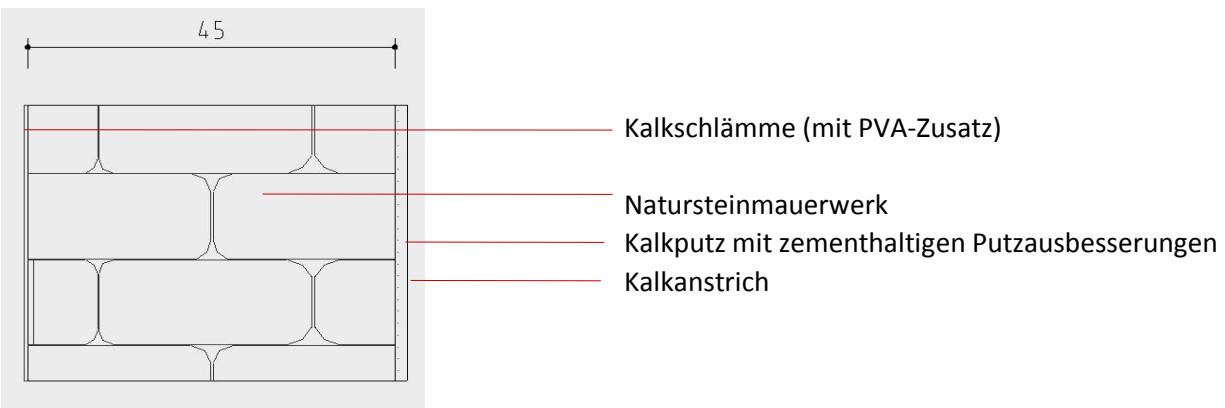 45
Kalkschlämme (mit PVA-Zusatz)
Natursteinmauerwerk
Kalkputz mit zementhaltigen Putzausbesserungen
Kalkanstrich